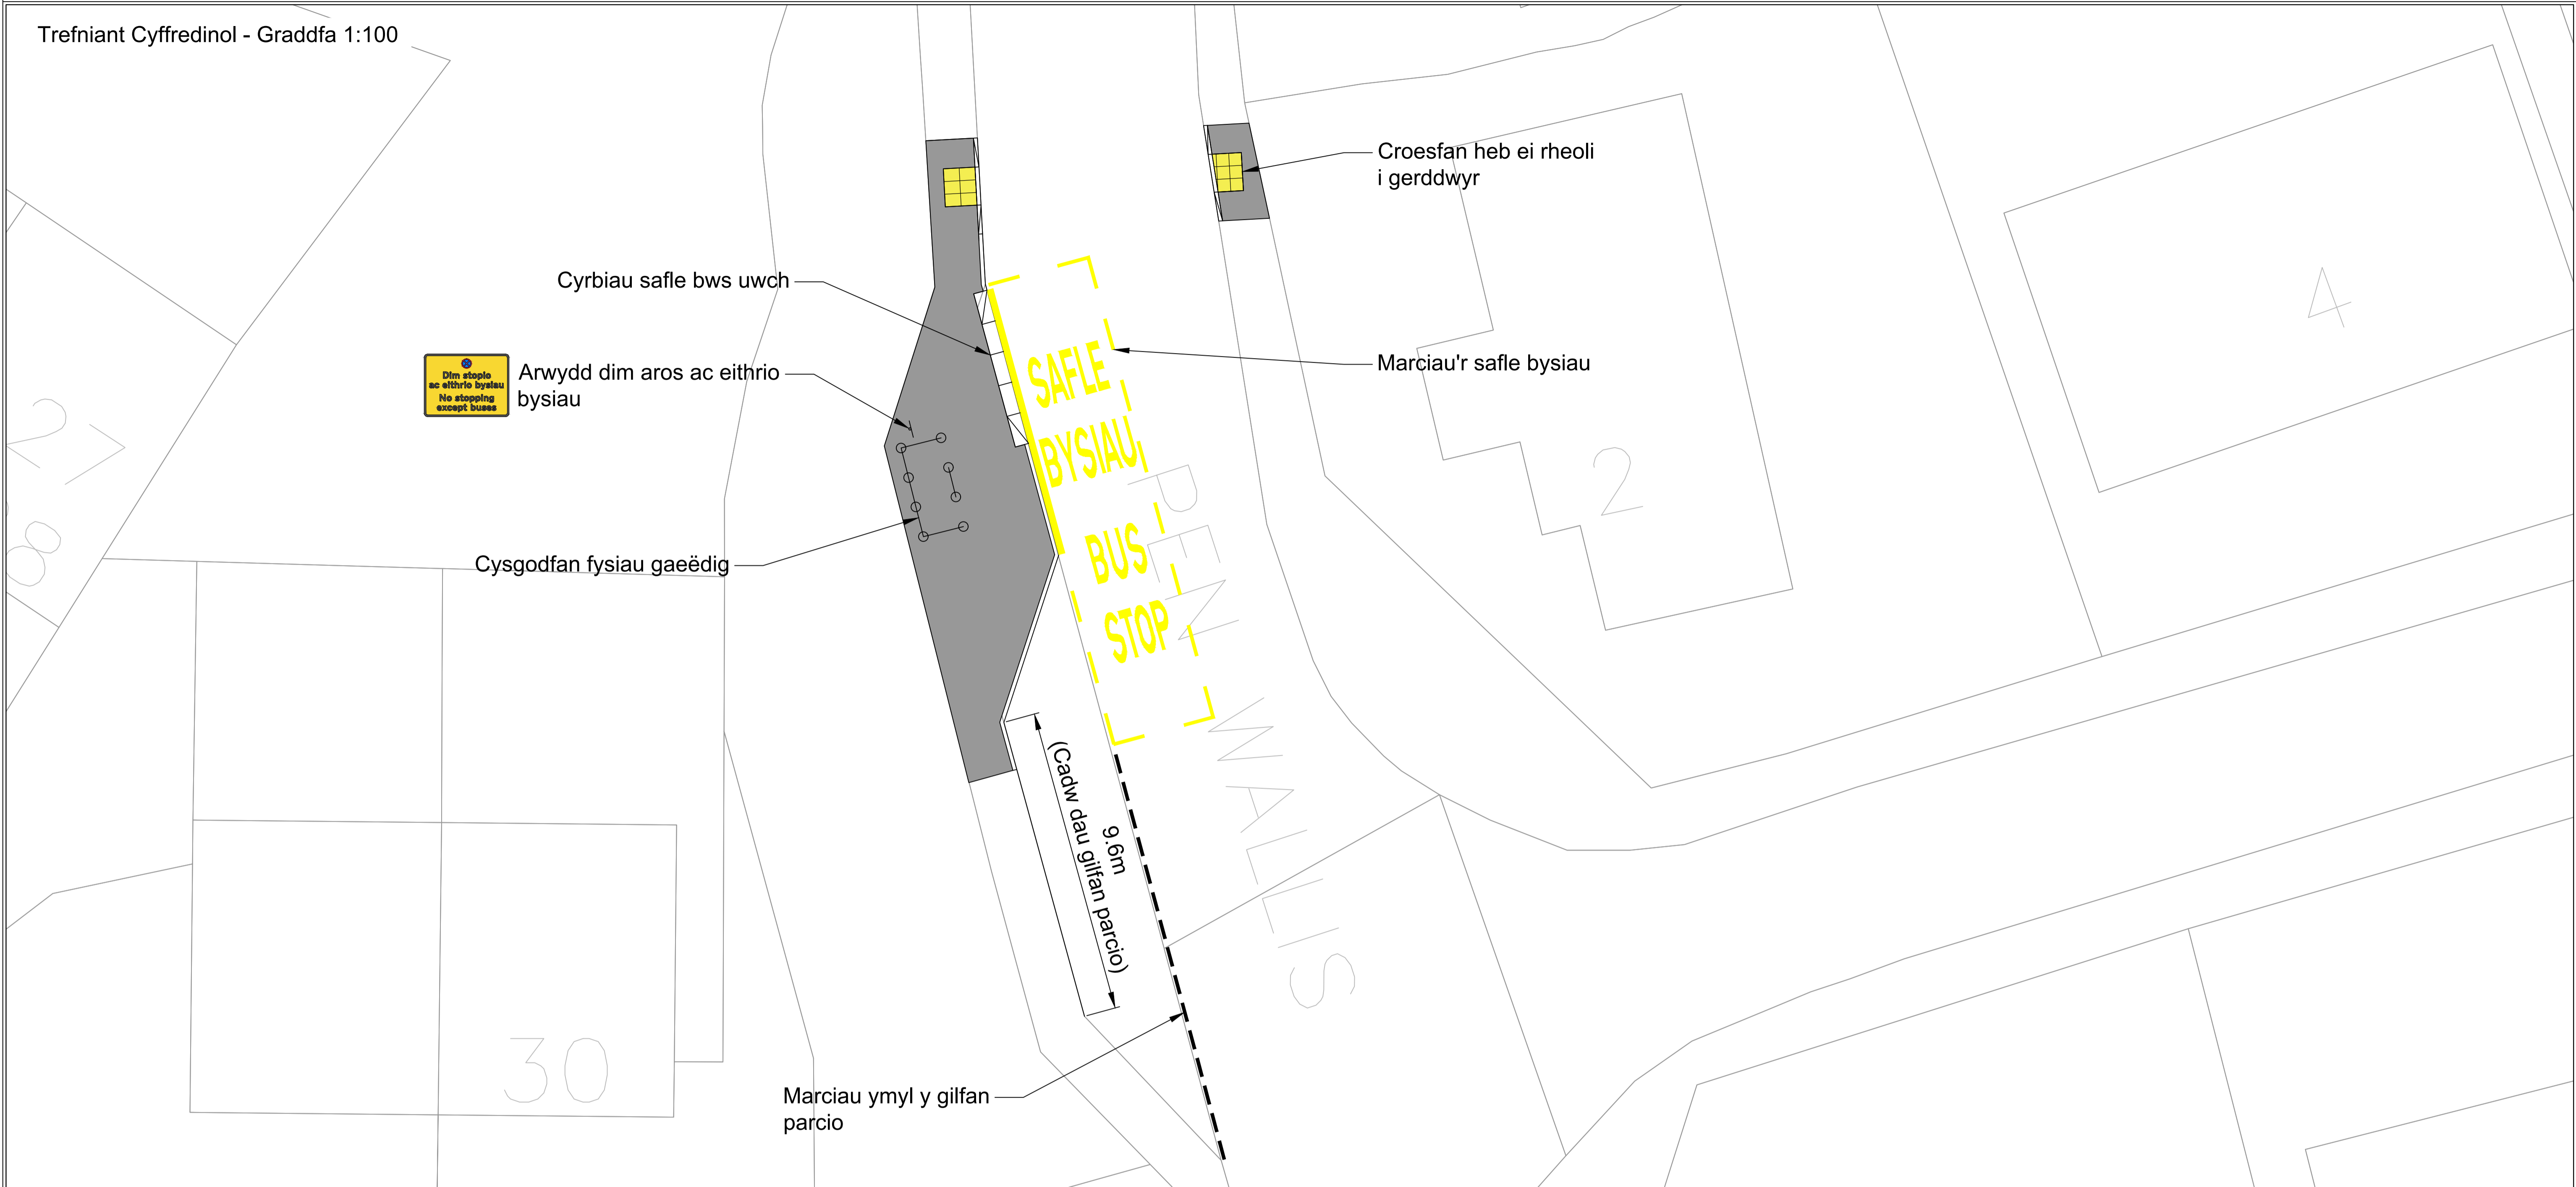 Trefniant Cyffredinol - Graddfa 1:100
Croesfan heb ei rheoli
i gerddwyr
Cyrbiau safle bws uwch
Marciau'r safle bysiau
Dim stopio
ac eithrio bysiau
No stopping
except buses
Arwydd dim aros ac eithrio
bysiau
Cysgodfan fysiau gaeëdig
SAFLE
BYSIAU
BUS
STOP
PEN WALLIS
9.6m
(Cadw dau gilfan parcio)
Marciau ymyl y gilfan
parcio
27
8
30
2
4